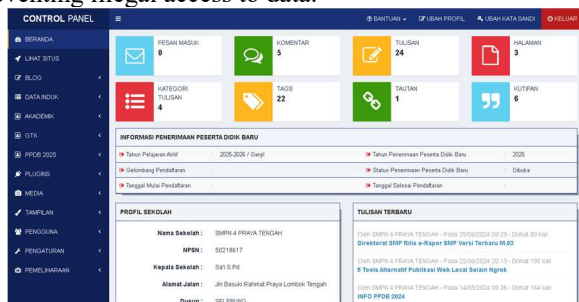 venting illegal access to data.
CONTROL PANEL
BANTUAN
UBAH PROFIL
UBAH KATA SANDI
KELUAR
BERANDA
LIHAT SITUS
BLOG
DATA INDUK
AKADEMIK
GTK
PPDB 2025
PLUGINS
MEDIA
TAMPILAN
PENGGUNA
PENGATURAN
PEMELIHARAAN
PESAN MASUK
0
KOMENTAR
5
TULISAN
24
HALAMAN
3
KATEGORI
TULISAN
4
TAGS
22
TAUTAN
1
KUTIPAN
6
INFORMASI PENERIMAAN PESERTA DIDIK BARU
Tahun Pelajaran Aktif : 2025-2026 / Ganjil
Tahun Penerimaan Peserta Didik Baru : 2025
Gelombang Pendaftaran :
Status Penerimaan Peserta Didik Baru : Dibuka
Tanggal Mulai Pendaftaran :
Tanggal Selesai Pendaftaran :
PROFIL SEKOLAH
Nama Sekolah : SMPN 4 PRAYA TENGAH
NPSN : 50219617
Kepala Sekolah : Sari S.Pd
Alamat Jalan : Jln Basuki Rahmat Praya Lombok Tengah
Dusun : SELEBUNG
TULISAN TERBARU
Oleh SMPN 4 PRAYA TENGAH - Pada 25/06/2024 09:29 - Dilihat 60 kali
Direktorat SMP Rilis e-Rapor SMP Versi Terbaru M.03
Oleh SMPN 4 PRAYA TENGAH - Pada 22/06/2024 20:13 - Dilihat 190 kali
6 Tools Alternatif Publikasi Web Local Selain Ngrok
Oleh SMPN 4 PRAYA TENGAH - Pada 14/05/2024 09:26 - Dilihat 164 kali
INFO PPDB 2024